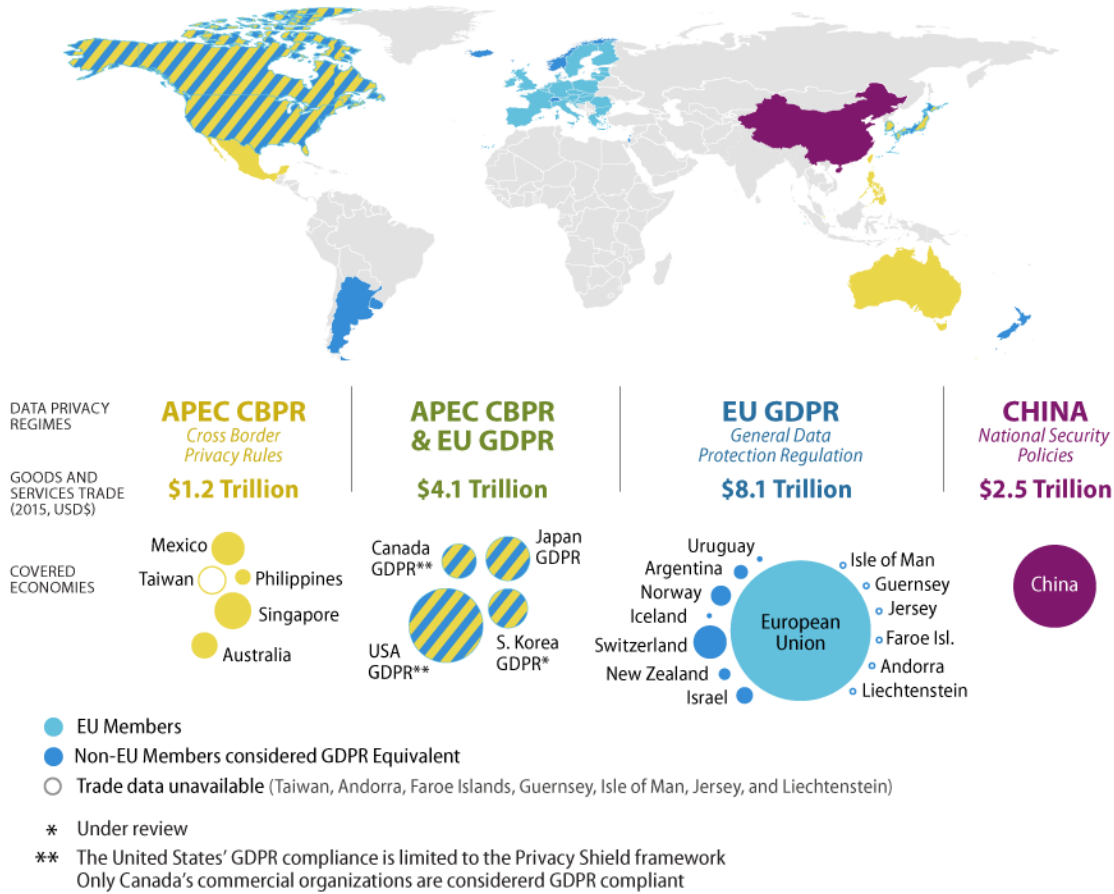 DATA PRIVACY
REGIMES
APEC CBPR
Cross Border
Privacy Rules
APEC CBPR
& EU GDPR
EU GDPR
General Data
Protection Regulation
CHINA
National Security
Policies
GOODS AND
SERVICES TRADE
(2015, USD$)
$1.2 Trillion
$4.1 Trillion
$8.1 Trillion
$2.5 Trillion
COVERED
ECONOMIES
Mexico
Taiwan
Philippines
Singapore
Australia
Canada
GDPR**
Japan
GDPR
USA
GDPR**
S. Korea
GDPR*
Uruguay
Argentina
Norway
Iceland
Switzerland
New Zealand
Israel
European
Union
Isle of Man
Guernsey
Jersey
Faroe Isl.
Andorra
Liechtenstein
China
EU Members
Non-EU Members considered GDPR Equivalent
Trade data unavailable (Taiwan, Andorra, Faroe Islands, Guernsey, Isle of Man, Jersey, and Liechtenstein)
* Under review
** The United States’ GDPR compliance is limited to the Privacy Shield framework
Only Canada’s commercial organizations are considererd GDPR compliant